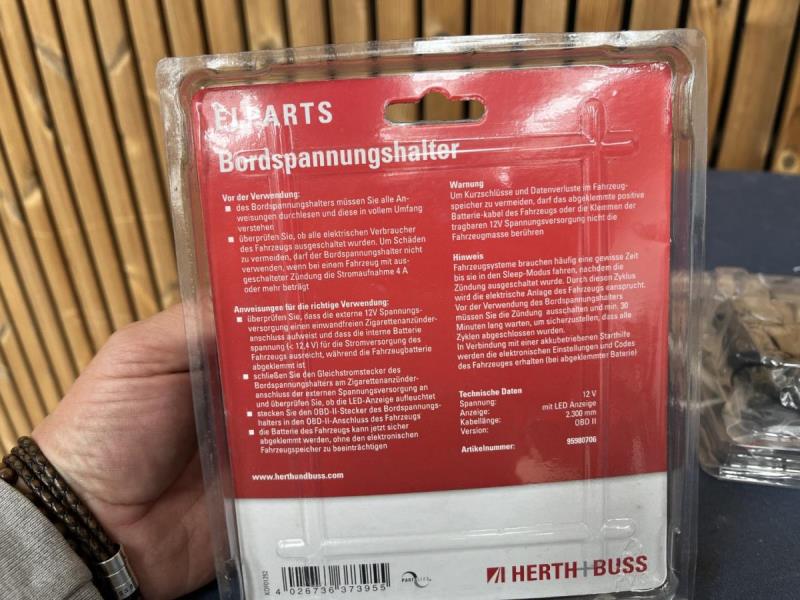 ELPARTS
Bordspannungshalter
Vor der Verwendung:
des Bordspannungshalters müssen Sie alle An-
weisungen durchlesen und diese in vollem Umfang
verstehen
überprüfen Sie, ob alle elektrischen Verbraucher
des Fahrzeugs ausgeschaltet wurden. Um Schäden
zu vermeiden, darf der Bordspannungshalter nicht
verwendet werden, wenn bei einem Fahrzeug mit aus-
geschalteter Zündung die Stromaufnahme 4 A
oder mehr beträgt
Anweisungen für die richtige Verwendung:
überprüfen Sie, dass die externe 12V Spannungs-
versorgung einen einwandfreien Zigarettenanzünder-
anschluss aufweist und dass die interne Batterie
spannung (< 12,4V) für die Stromversorgung des
Fahrzeugs ausreicht, während die Fahrzeugbatterie
abgeklemmt ist
schließen Sie den Gleichstromstecker des
Bordspannungshalters am Zigarettenanzünder-
anschluss der externen Spannungsversorgung an
und überprüfen Sie, ob die LED-Anzeige aufleuchtet
stecken Sie den OBD-II-Stecker des Bordspannungs-
halters in den OBD-II-Anschluss des Fahrzeugs
die Batterie des Fahrzeugs kann jetzt sicher
abgeklemmt werden, ohne den elektronischen
Fahrzeugspeicher zu beeinträchtigen
www.herthundbuss.com
Warnung
Um Kurzschlüsse und Datenverluste im Fahrzeug-
speicher zu vermeiden, darf das abgeklemmte positive
Batterie-kabel des Fahrzeugs oder die Klemmen der
tragbaren 12V Spannungsversorgung nicht die
Fahrzeugmasse berühren
Hinweis
Fahrzeugsysteme brauchen häufig eine gewisse Zeit
bis sie in den Sleep-Modus fahren, nachdem die
Zündung ausgeschaltet wurde. Durch diesen Zyklus
wird die elektrische Anlage des Fahrzeugs beansprucht.
Vor der Verwendung des Bordspannungshalters
müssen Sie die Zündung ausschalten und min. 30
Minuten lang warten, um sicherzustellen, dass alle
Zyklen abgeschlossen wurden.
In Verbindung mit einer akkubetriebenen Starthilfe
werden die elektronischen Einstellungen und Codes
des Fahrzeuges erhalten (bei abgeklemmter Batterie)
Technische Daten
Spannung: 12 V
Anzeige: mit LED Anzeige
Kabellänge: 2.300 mm
Version: OBD II
Artikelnummer: 95980706
4 026736 373955
HERTH+BUSS